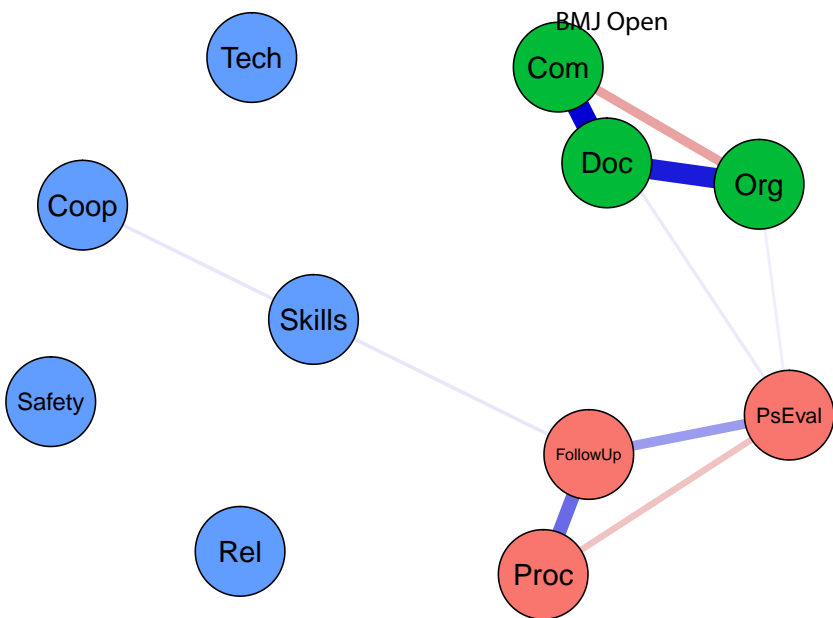 BMJ Open
Tech
Com
Doc
Org
Coop
Skills
Safety
PsEval
FollowUp
Rel
Proc